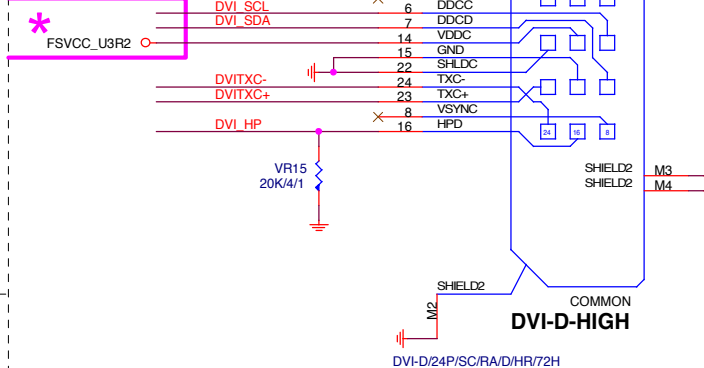 DVI_SCL 6 DDCC
DVI_SDA 7 DDCD
* FSVCC_U3R2 14 VDDC
15 GND
22 SHLDC
DVITXC- 24 TXC-
DVITXC+ 23 TXC+
8 VSYNC
DVI_HP 16 HPD
24 16 8
VR15
20K/4/1
SHIELD2 M3
SHIELD2 M4
SHIELD2
M2
COMMON
DVI-D-HIGH
DVI-D/24P/SC/RA/D/HR/72H